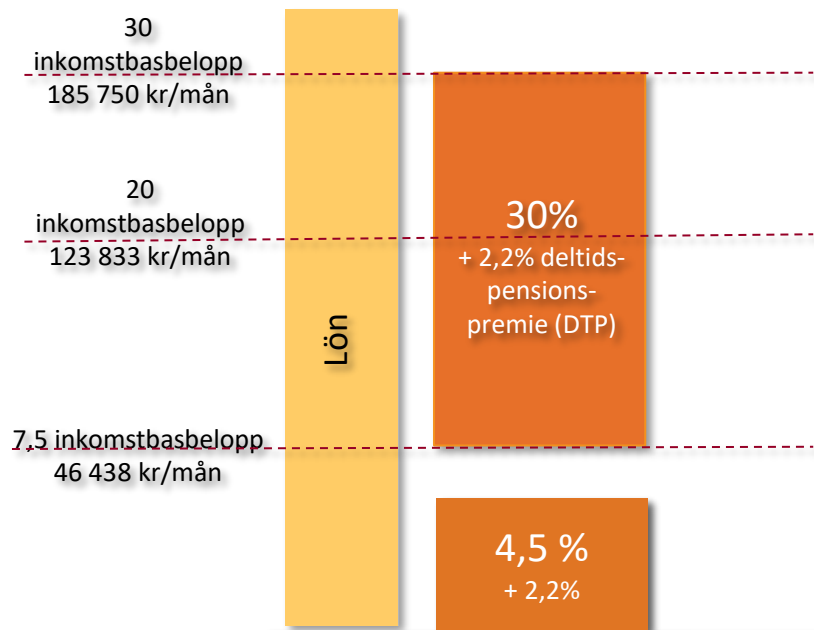 30
inkomstbasbelopp
185 750 kr/mån
20
inkomstbasbelopp
123 833 kr/mån
7,5 inkomstbasbelopp
46 438 kr/mån
Lön
30%
+ 2,2% deltids-
pensions-
premie (DTP)
4,5 %
+ 2,2%